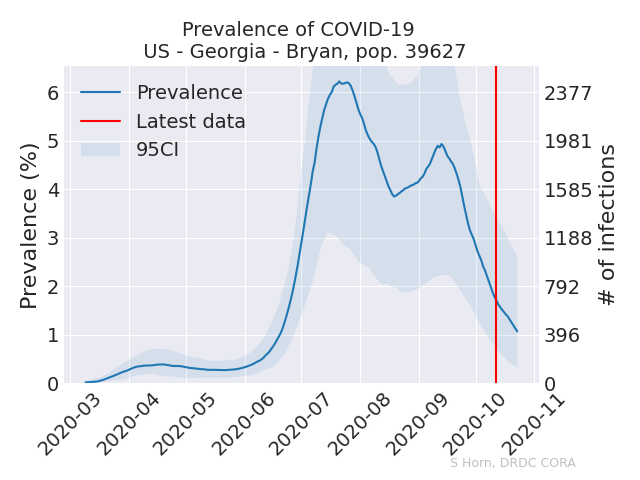 Prevalence of COVID-19
US - Georgia - Bryan, pop. 39627
Prevalence
Latest data
95CI
Prevalence (%)
6
5
4
3
2
1
0
2377
1981
1585
1188
792
396
0
# of infections
2020-03
2020-04
2020-05
2020-06
2020-07
2020-08
2020-09
2020-10
2020-11
S Horn, DRDC CORA